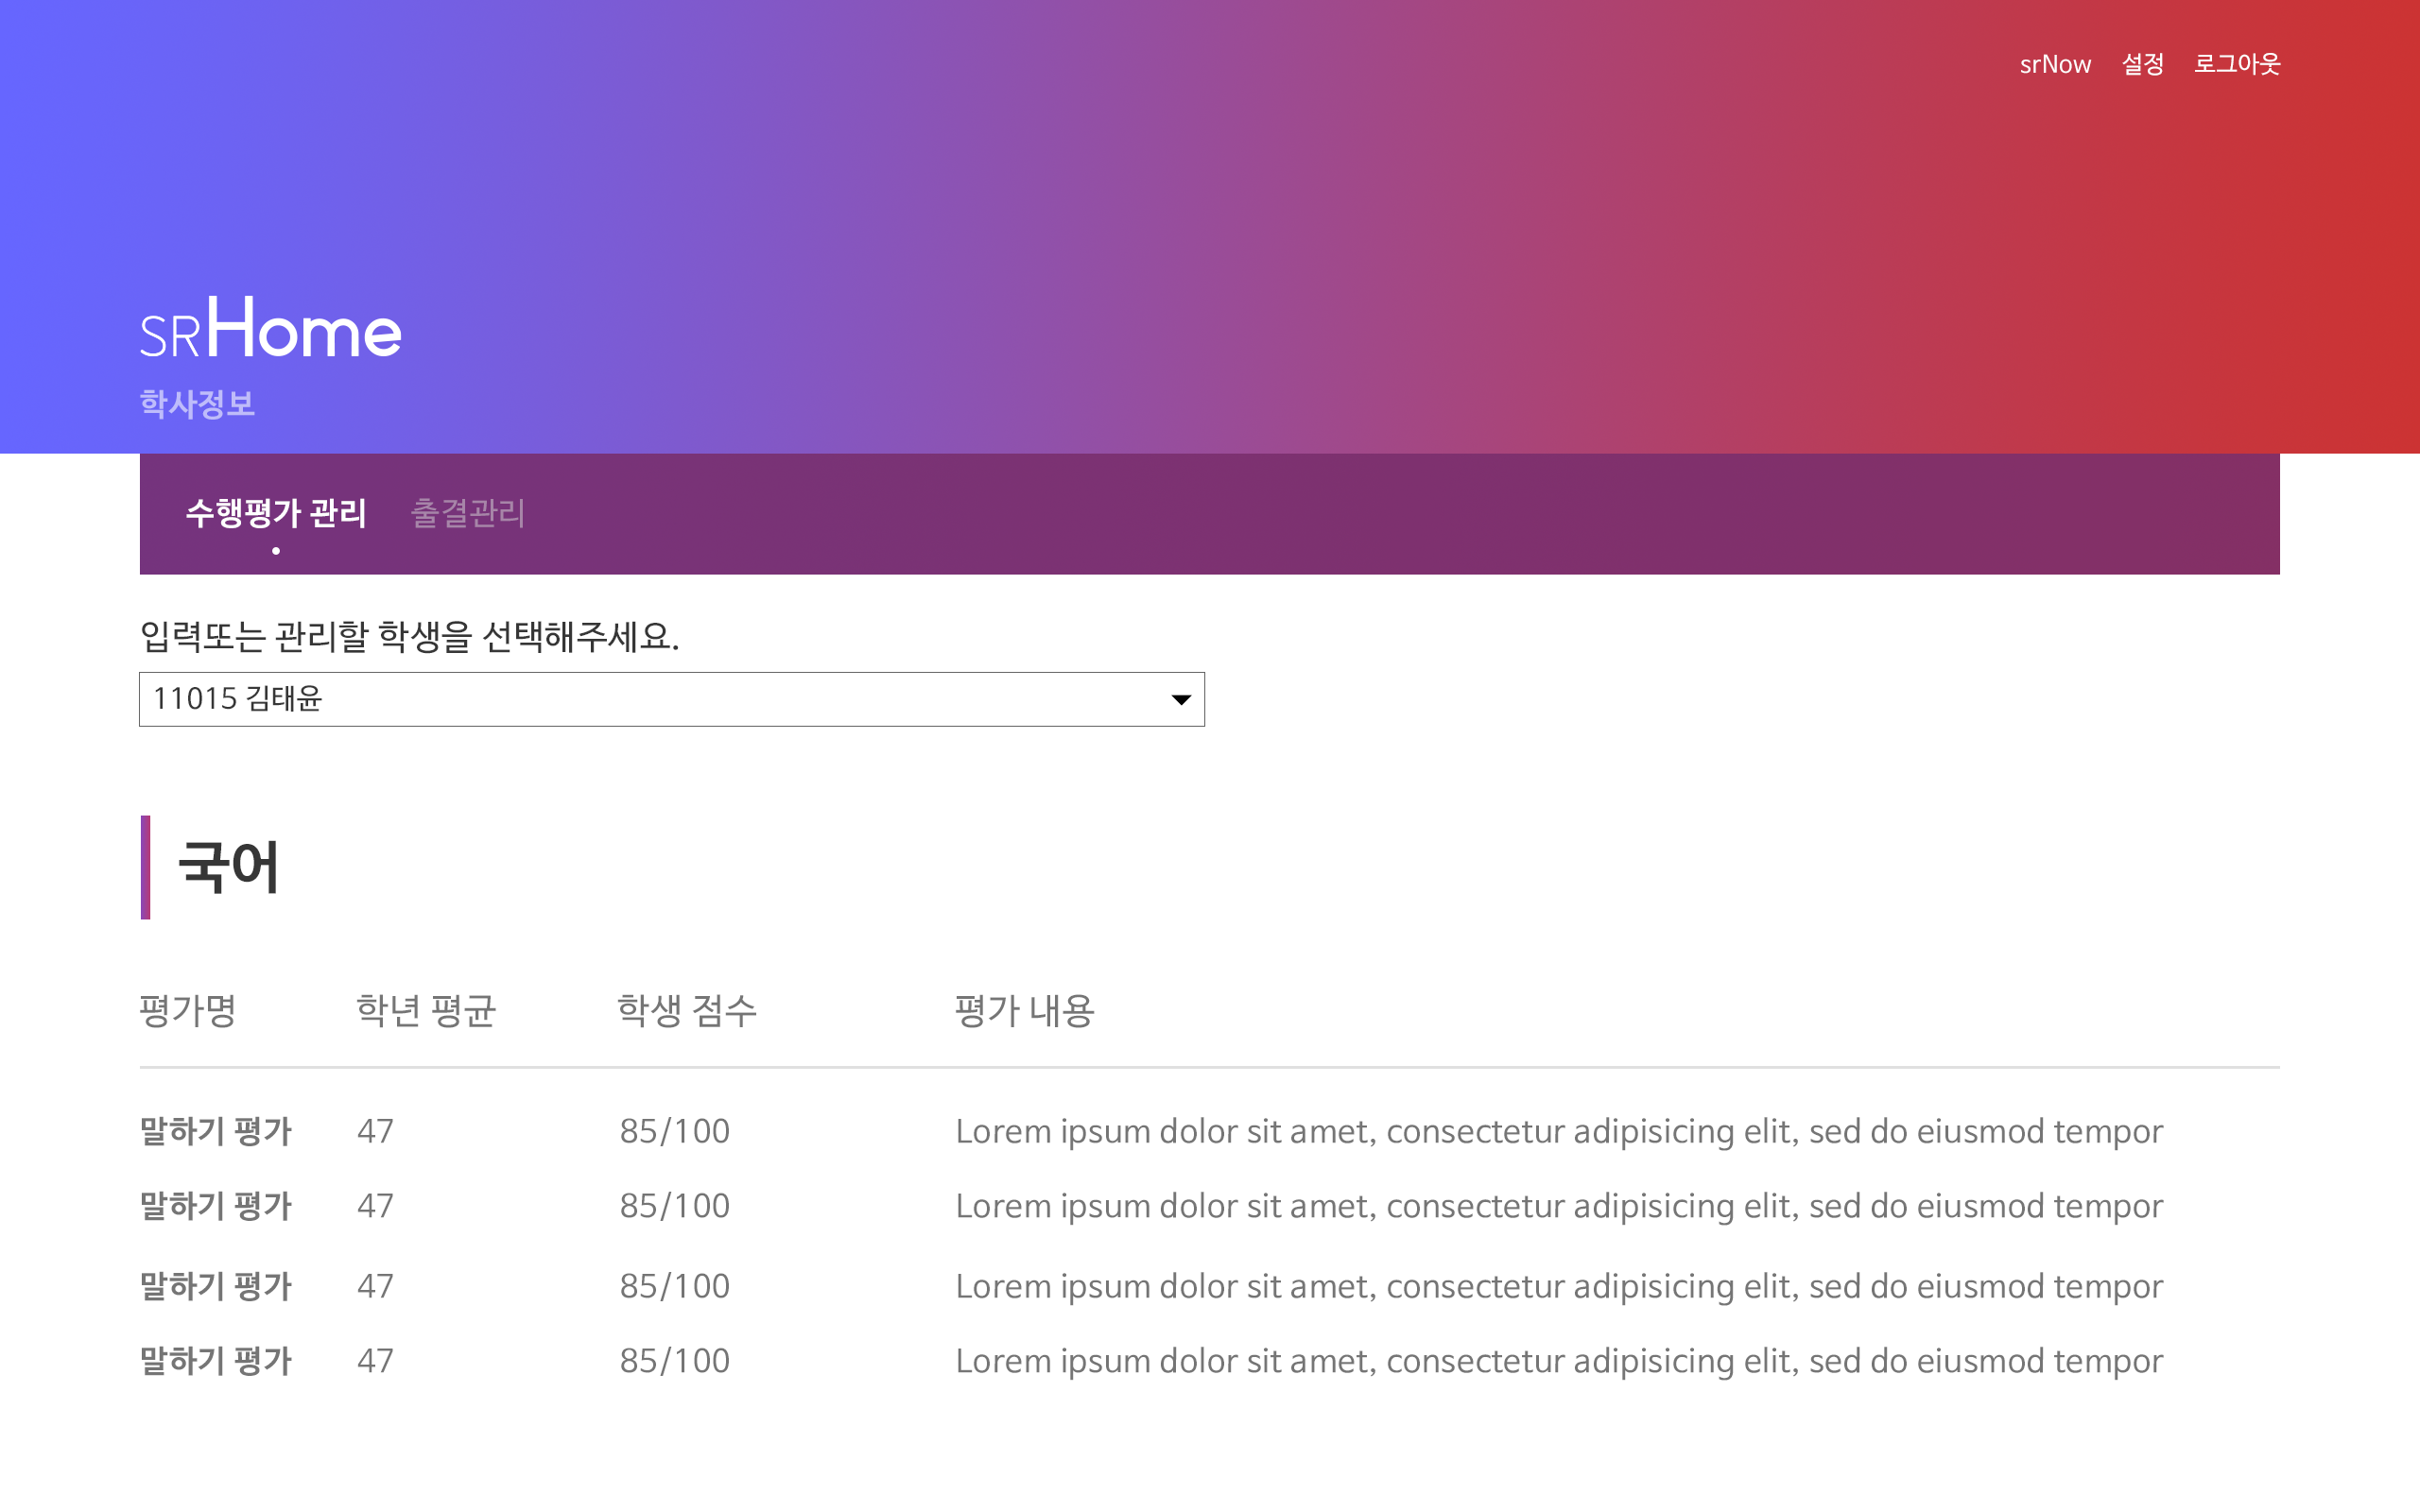 srNow 설정 로그아웃
SRHome
학사정보
수행평가 관리 출결관리
입력또는 관리할 학생을 선택해주세요.
11015 김태윤
국어
평가명 학년 평균 학생 점수 평가 내용
말하기 평가 47 85/100 Lorem ipsum dolor sit amet, consectetur adipisicing elit, sed do eiusmod tempor
말하기 평가 47 85/100 Lorem ipsum dolor sit amet, consectetur adipisicing elit, sed do eiusmod tempor
말하기 평가 47 85/100 Lorem ipsum dolor sit amet, consectetur adipisicing elit, sed do eiusmod tempor
말하기 평가 47 85/100 Lorem ipsum dolor sit amet, consectetur adipisicing elit, sed do eiusmod tempor